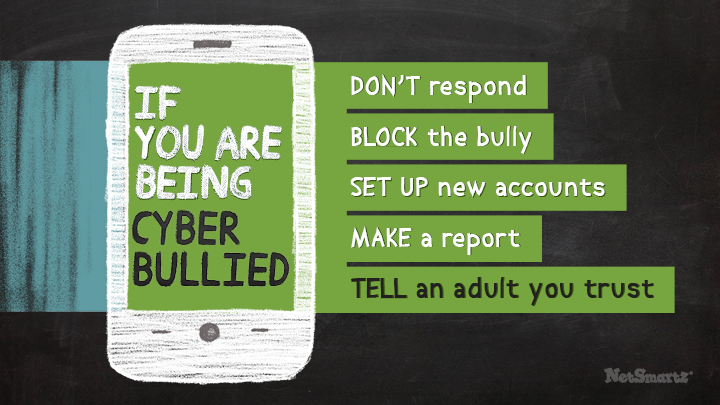 IF
YOU ARE
BEING
CYBER
BULLIED
DON'T respond
BLOCK the bully
SET UP new accounts
MAKE a report
TELL an adult you trust
NetSmartz